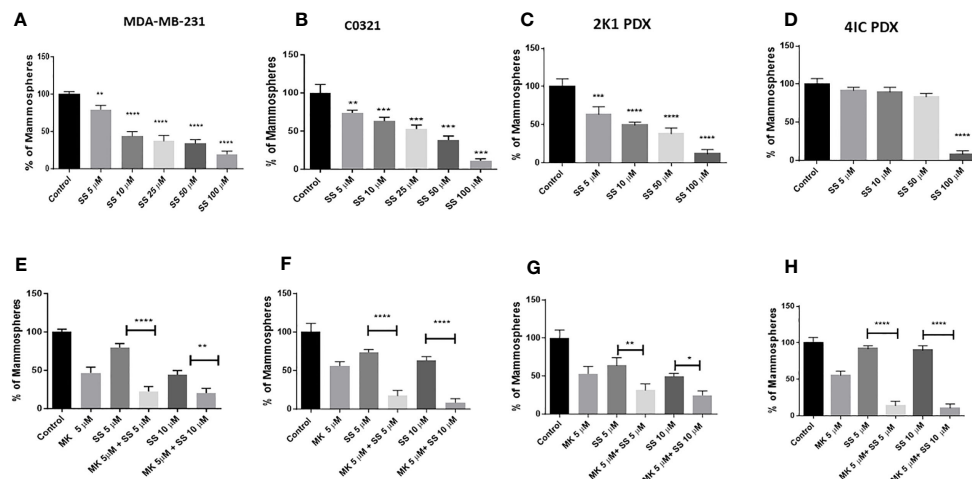 A
MDA-MB-231
% of Mammospheres
150
100
50
0
**
****
****
****
****
Control
SS 5 μM
SS 10 μM
SS 25 μM
SS 50 μM
SS 100 μM
B
C0321
% of Mammospheres
150
100
50
0
**
***
***
***
***
Control
SS 5 μM
SS 10 μM
SS 25 μM
SS 50 μM
SS 100 μM
C
2K1 PDX
% of Mammospheres
150
100
50
0
***
****
****
****
Control
SS 5 μM
SS 10 μM
SS 50 μM
SS 100 μM
D
4IC PDX
% of Mammospheres
150
100
50
0
****
Control
SS 5 μM
SS 10 μM
SS 50 μM
SS 100 μM
E
% of Mammospheres
150
100
50
0
****
**
Control
MK 5 μM
SS 5 μM
MK 5μM + SS 5 μM
SS 10 μM
MK 5 μM + SS 10 μM
F
% of Mammospheres
150
100
50
0
****
****
Control
MK 5 μM
SS 5 μM
MK 5 μM + SS 5 μM
SS 10 μM
MK 5 μM+ SS 10 μM
G
% of Mammospheres
150
100
50
0
**
*
Control
MK 5 μM
SS 5 μM
MK 5 μM+ SS 5 μM
SS 10 μM
MK 5 μM+ SS 10 μM
H
% of Mammospheres
150
100
50
0
****
****
Control
MK 5 μM
SS 5 μM
MK 5 μM+ SS 5 μM
SS 10 μM
MK 5 μM+ SS 10 μM